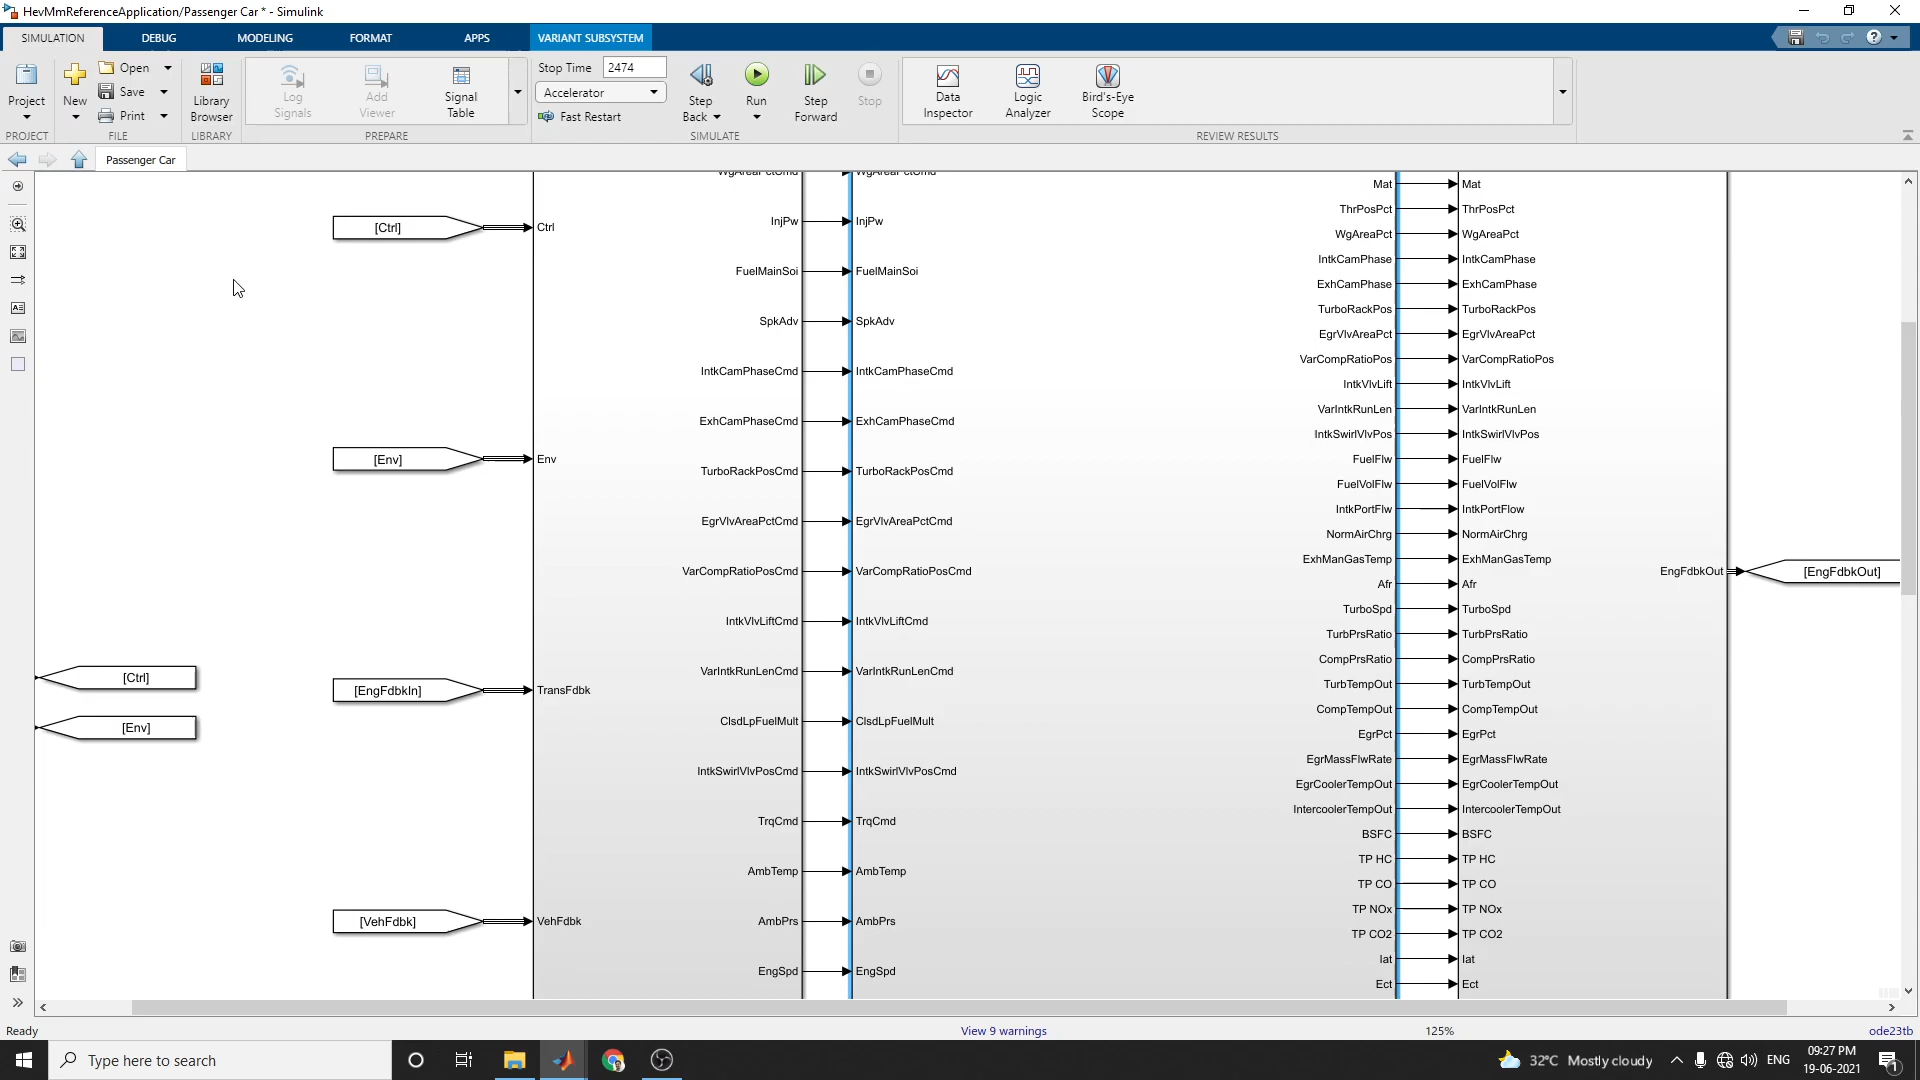 HevMmReferenceApplication/Passenger Car * - Simulink
SIMULATION
DEBUG
MODELING
FORMAT
APPS
VARIANT SUBSYSTEM
Project
PROJECT
New
Open
Save
Print
FILE
Library
Browser
LIBRARY
Log
Signals
Add
Viewer
Signal
Table
PREPARE
Stop Time
2474
Accelerator
Fast Restart
Step
Back
Run
Step
Forward
Stop
SIMULATE
Data
Inspector
Logic
Analyzer
Bird's-Eye
Scope
REVIEW RESULTS
Passenger Car
[Ctrl]
Ctrl
[Env]
Env
[EngFdbkIn]
TransFdbk
[VehFdbk]
VehFdbk
[Ctrl]
[Env]
WgAreaPctCmd WgAreaPctCmd
InjPw InjPw
FuelMainSoi FuelMainSoi
SpkAdv SpkAdv
IntkCamPhaseCmd IntkCamPhaseCmd
ExhCamPhaseCmd ExhCamPhaseCmd
TurboRackPosCmd TurboRackPosCmd
EgrVlvAreaPctCmd EgrVlvAreaPctCmd
VarCompRatioPosCmd VarCompRatioPosCmd
IntkVlvLiftCmd IntkVlvLiftCmd
VarIntkRunLenCmd VarIntkRunLenCmd
ClsdLpFuelMult ClsdLpFuelMult
IntkSwirlVlvPosCmd IntkSwirlVlvPosCmd
TrqCmd TrqCmd
AmbTemp AmbTemp
AmbPrs AmbPrs
EngSpd EngSpd
Mat Mat
ThrPosPct ThrPosPct
WgAreaPct WgAreaPct
IntkCamPhase IntkCamPhase
ExhCamPhase ExhCamPhase
TurboRackPos TurboRackPos
EgrVlvAreaPct EgrVlvAreaPct
VarCompRatioPos VarCompRatioPos
IntkVlvLift IntkVlvLift
VarIntkRunLen VarIntkRunLen
IntkSwirlVlvPos IntkSwirlVlvPos
FuelFlw FuelFlw
FuelVolFlw FuelVolFlw
IntkPortFlw IntkPortFlow
NormAirChrg NormAirChrg
ExhManGasTemp ExhManGasTemp
Afr Afr
TurboSpd TurboSpd
TurbPrsRatio TurbPrsRatio
CompPrsRatio CompPrsRatio
TurbTempOut TurbTempOut
CompTempOut CompTempOut
EgrPct EgrPct
EgrMassFlwRate EgrMassFlwRate
EgrCoolerTempOut EgrCoolerTempOut
IntercoolerTempOut IntercoolerTempOut
BSFC BSFC
TP HC TP HC
TP CO TP CO
TP NOx TP NOx
TP CO2 TP CO2
Iat Iat
Ect Ect
EngFdbkOut
[EngFdbkOut]
Ready
View 9 warnings
125%
ode23tb
Type here to search
32°C Mostly cloudy
ENG
09:27 PM
19-06-2021
1